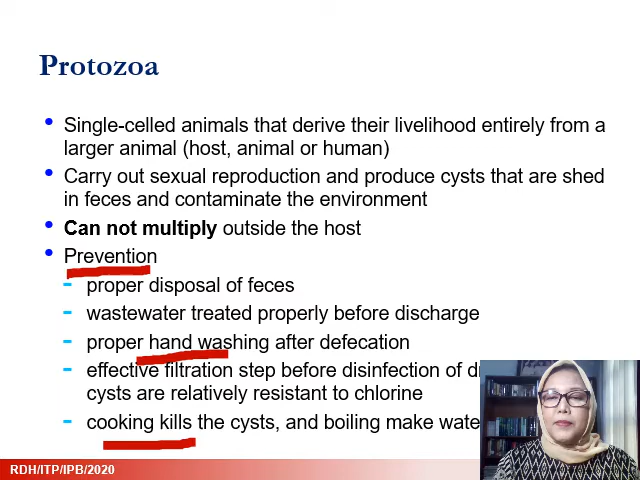 Protozoa
• Single-celled animals that derive their livelihood entirely from a
larger animal (host, animal or human)
• Carry out sexual reproduction and produce cysts that are shed
in feces and contaminate the environment
• Can not multiply outside the host
• Prevention
- proper disposal of feces
- wastewater treated properly before discharge
- proper hand washing after defecation
- effective filtration step before disinfection of
cysts are relatively resistant to chlorine
- cooking kills the cysts, and boiling make
RDH/ITP/IPB/2020